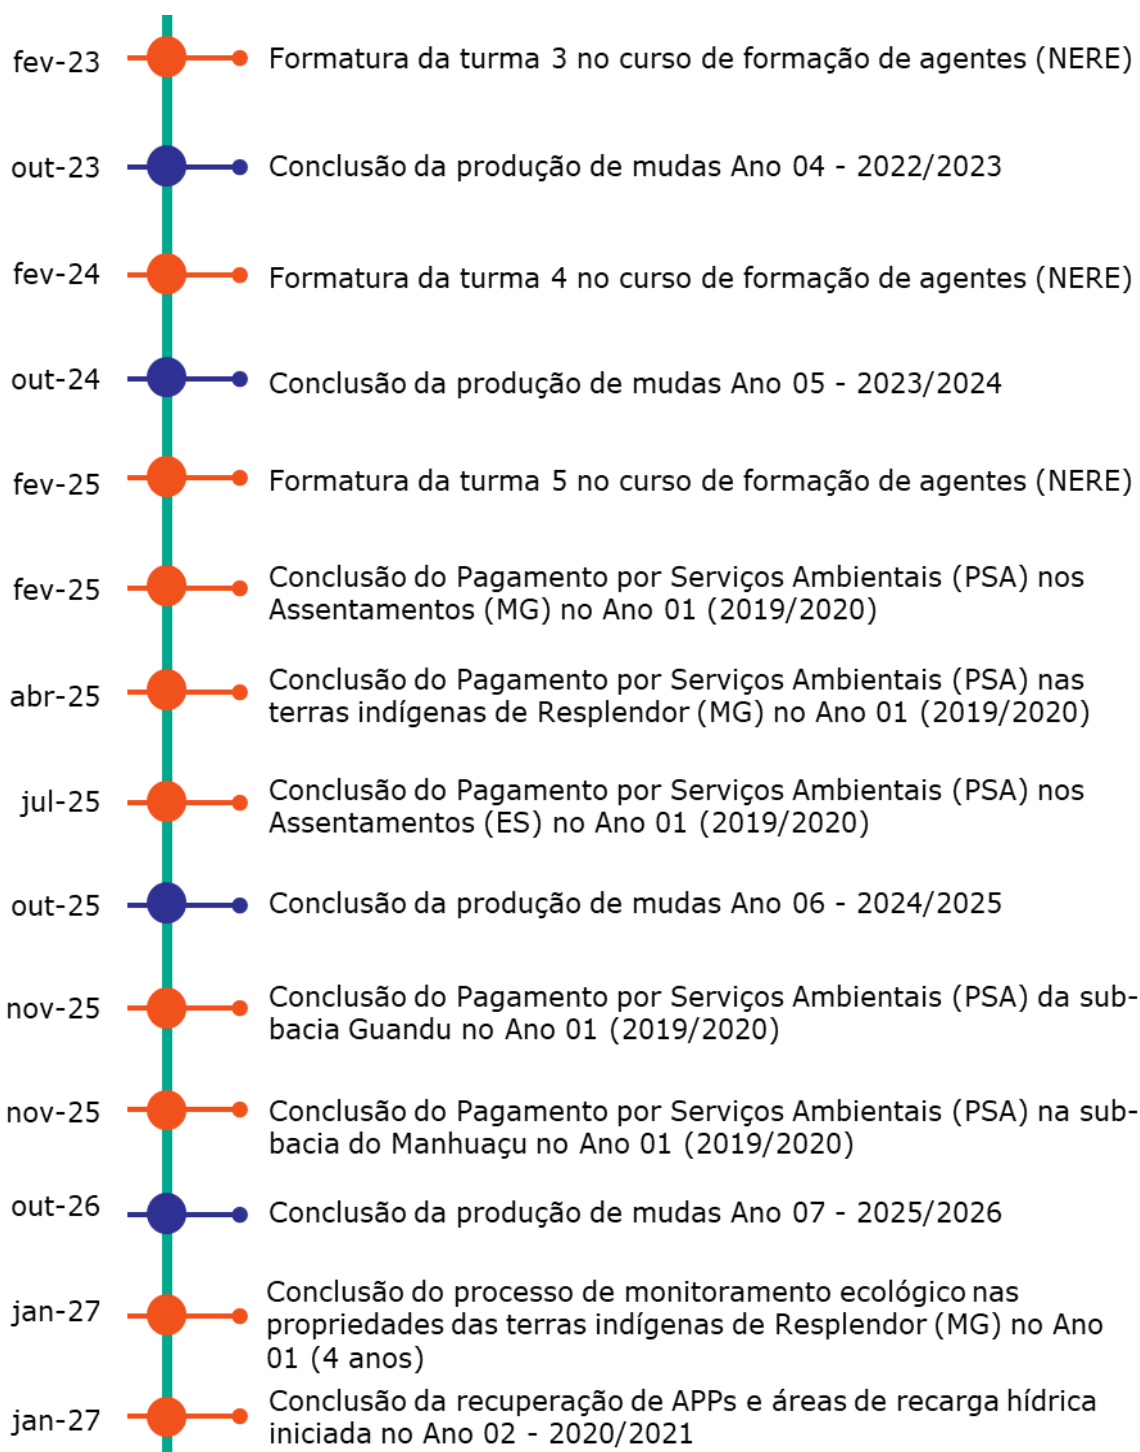 fev-23 Formatura da turma 3 no curso de formação de agentes (NERE)
out-23 Conclusão da produção de mudas Ano 04 - 2022/2023
fev-24 Formatura da turma 4 no curso de formação de agentes (NERE)
out-24 Conclusão da produção de mudas Ano 05 - 2023/2024
fev-25 Formatura da turma 5 no curso de formação de agentes (NERE)
fev-25 Conclusão do Pagamento por Serviços Ambientais (PSA) nos
Assentamentos (MG) no Ano 01 (2019/2020)
abr-25 Conclusão do Pagamento por Serviços Ambientais (PSA) nas
terras indígenas de Resplendor (MG) no Ano 01 (2019/2020)
jul-25 Conclusão do Pagamento por Serviços Ambientais (PSA) nos
Assentamentos (ES) no Ano 01 (2019/2020)
out-25 Conclusão da produção de mudas Ano 06 - 2024/2025
nov-25 Conclusão do Pagamento por Serviços Ambientais (PSA) da sub-
bacia Guandu no Ano 01 (2019/2020)
nov-25 Conclusão do Pagamento por Serviços Ambientais (PSA) na sub-
bacia do Manhuaçu no Ano 01 (2019/2020)
out-26 Conclusão da produção de mudas Ano 07 - 2025/2026
jan-27 Conclusão do processo de monitoramento ecológico nas
propriedades das terras indígenas de Resplendor (MG) no Ano
01 (4 anos)
jan-27 Conclusão da recuperação de APPs e áreas de recarga hídrica
iniciada no Ano 02 - 2020/2021